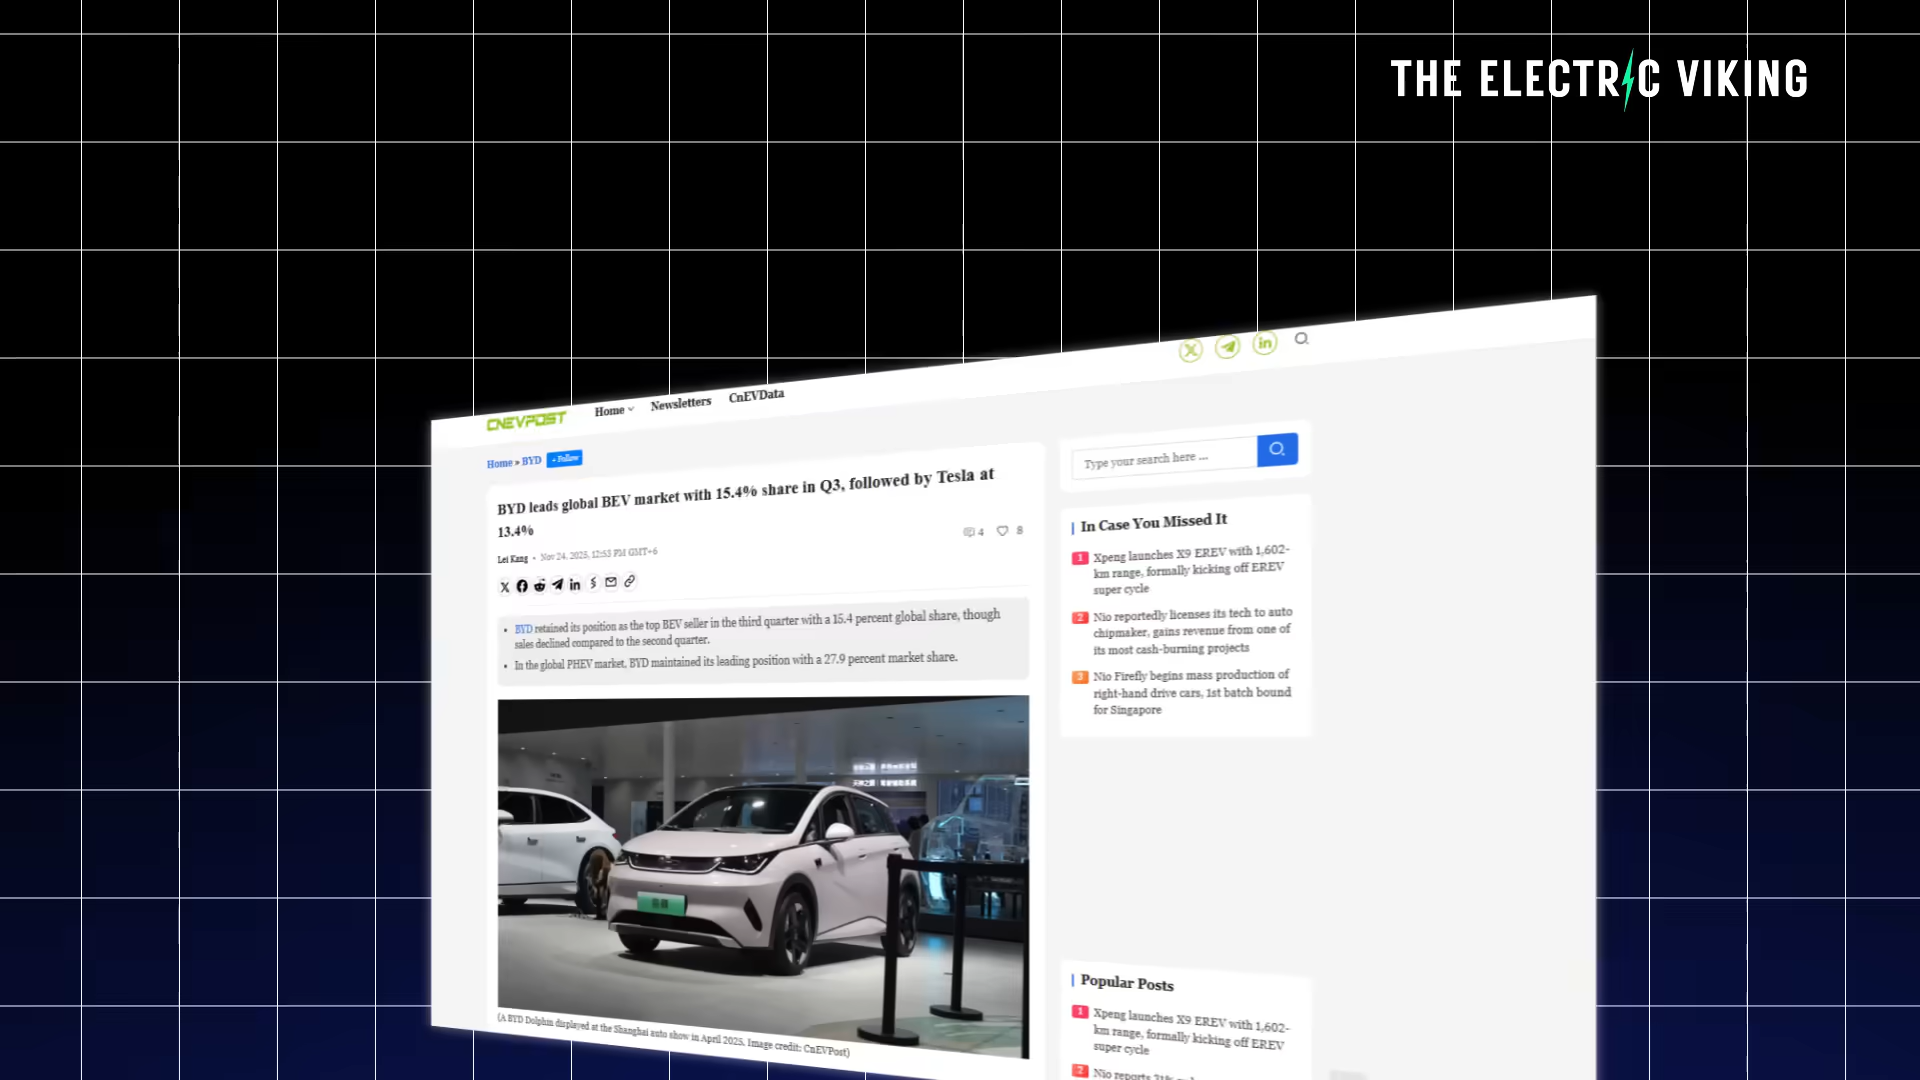 THE ELECTRIC VIKING
CNEVPOST
Home
Newsletters
CnEVData
Home » BYD
+ Follow
BYD leads global BEV market with 15.4% share in Q3, followed by Tesla at
13.4%
Lei Kang • Nov 24, 2025, 12:53 PM GMT+6
4
8
• BYD retained its position as the top BEV seller in the third quarter with a 15.4 percent global share, though
sales declined compared to the second quarter.
• In the global PHEV market, BYD maintained its leading position with a 27.9 percent market share.
(A BYD Dolphin displayed at the Shanghai auto show in April 2025. Image credit: CnEVPost)
Type your search here ...
In Case You Missed It
1 Xpeng launches X9 EREV with 1,602-
km range, formally kicking off EREV
super cycle
2 Nio reportedly licenses its tech to auto
chipmaker, gains revenue from one of
its most cash-burning projects
3 Nio Firefly begins mass production of
right-hand drive cars, 1st batch bound
for Singapore
Popular Posts
1 Xpeng launches X9 EREV with 1,602-
km range, formally kicking off EREV
super cycle
2 Nio reports